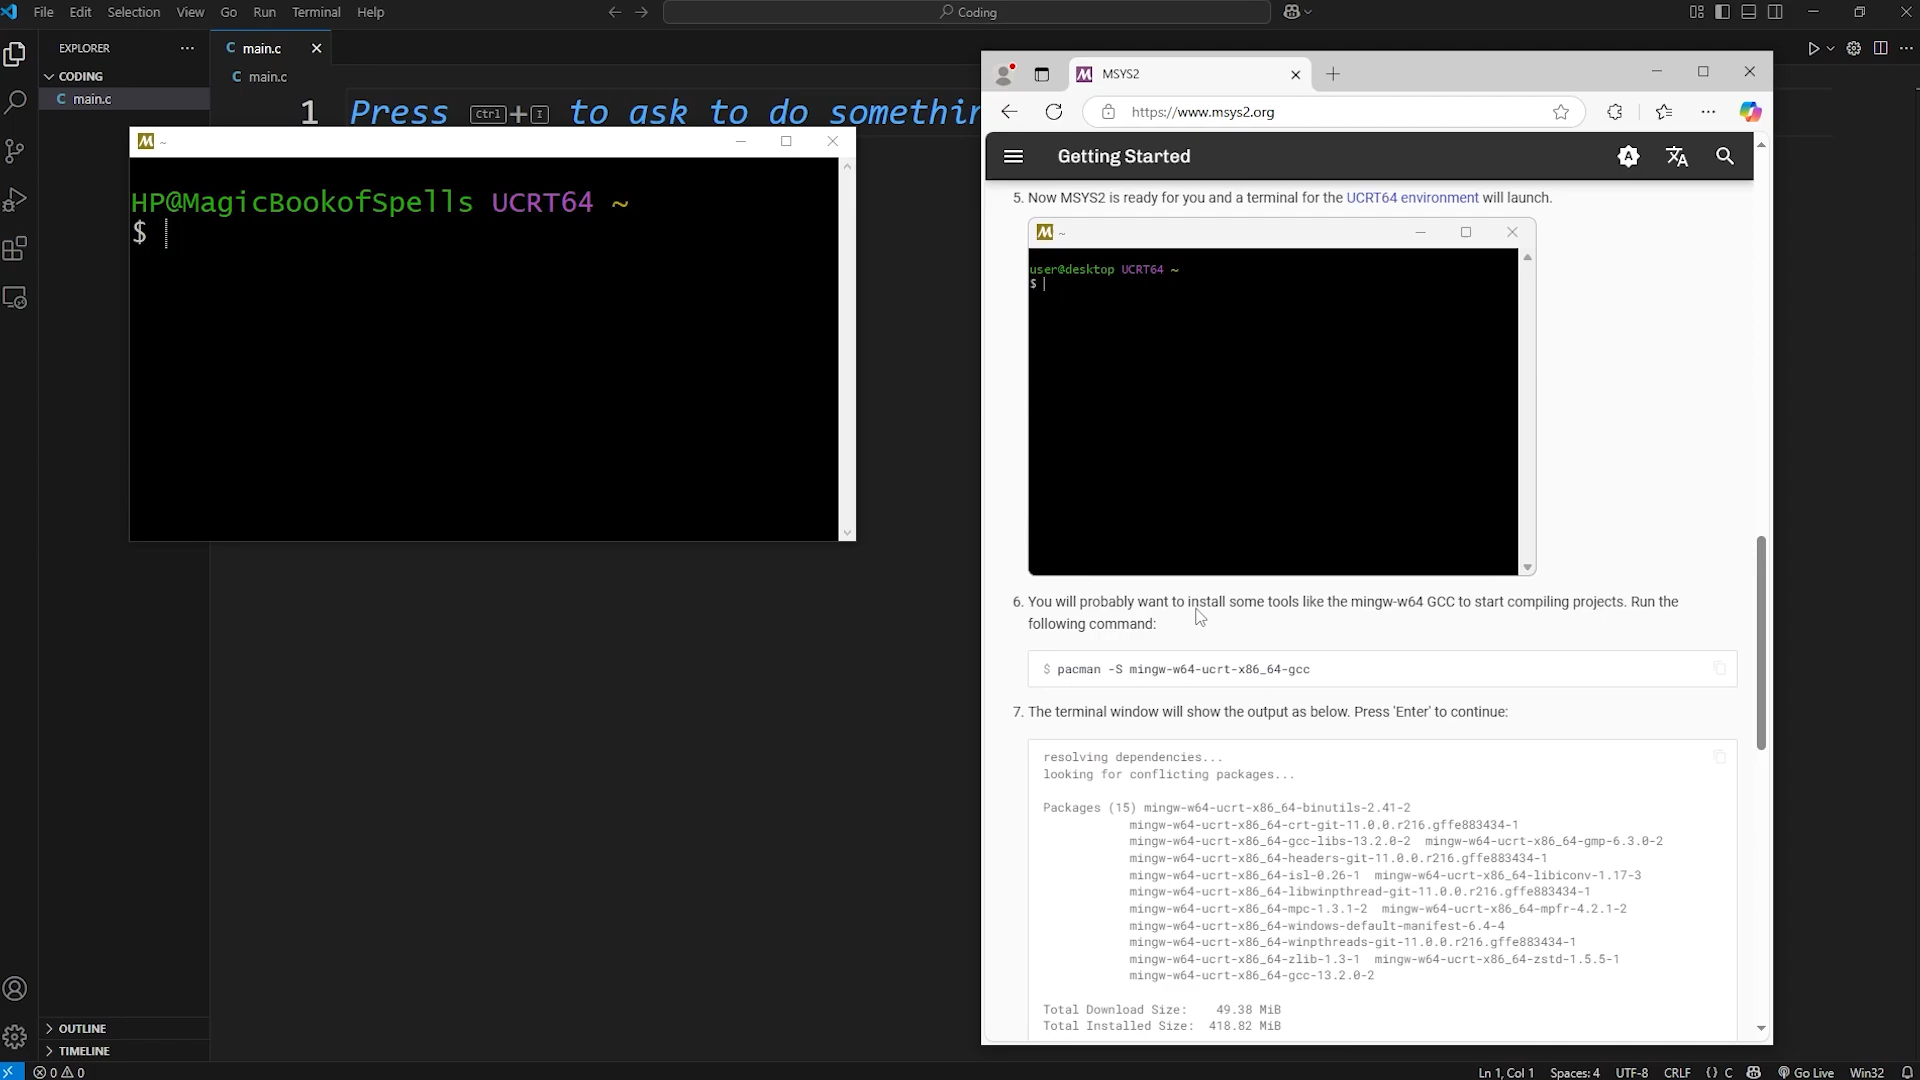 File Edit Selection View Go Run Terminal Help
Coding
EXPLORER
CODING
main.c
main.c
main.c
1 Press Ctrl+I to ask to do somethin
~
HP@MagicBookofSpells UCRT64 ~
$
MSYS2
https://www.msys2.org
Getting Started
5. Now MSYS2 is ready for you and a terminal for the UCRT64 environment will launch.
~
user@desktop UCRT64 ~
$
6. You will probably want to install some tools like the mingw-w64 GCC to start compiling projects. Run the
following command:
$ pacman -S mingw-w64-ucrt-x86_64-gcc
7. The terminal window will show the output as below. Press 'Enter' to continue:
resolving dependencies...
looking for conflicting packages...
Packages (15) mingw-w64-ucrt-x86_64-binutils-2.41-2
mingw-w64-ucrt-x86_64-crt-git-11.0.0.r216.gffe883434-1
mingw-w64-ucrt-x86_64-gcc-libs-13.2.0-2 mingw-w64-ucrt-x86_64-gmp-6.3.0-2
mingw-w64-ucrt-x86_64-headers-git-11.0.0.r216.gffe883434-1
mingw-w64-ucrt-x86_64-isl-0.26-1 mingw-w64-ucrt-x86_64-libiconv-1.17-3
mingw-w64-ucrt-x86_64-libwinpthread-git-11.0.0.r216.gffe883434-1
mingw-w64-ucrt-x86_64-mpc-1.3.1-2 mingw-w64-ucrt-x86_64-mpfr-4.2.1-2
mingw-w64-ucrt-x86_64-windows-default-manifest-6.4-4
mingw-w64-ucrt-x86_64-winpthreads-git-11.0.0.r216.gffe883434-1
mingw-w64-ucrt-x86_64-zlib-1.3-1 mingw-w64-ucrt-x86_64-zstd-1.5.5-1
mingw-w64-ucrt-x86_64-gcc-13.2.0-2
Total Download Size: 49.38 MiB
Total Installed Size: 418.82 MiB
OUTLINE
TIMELINE
0 0
Ln 1, Col 1 Spaces: 4 UTF-8 CRLF {} C Go Live Win32